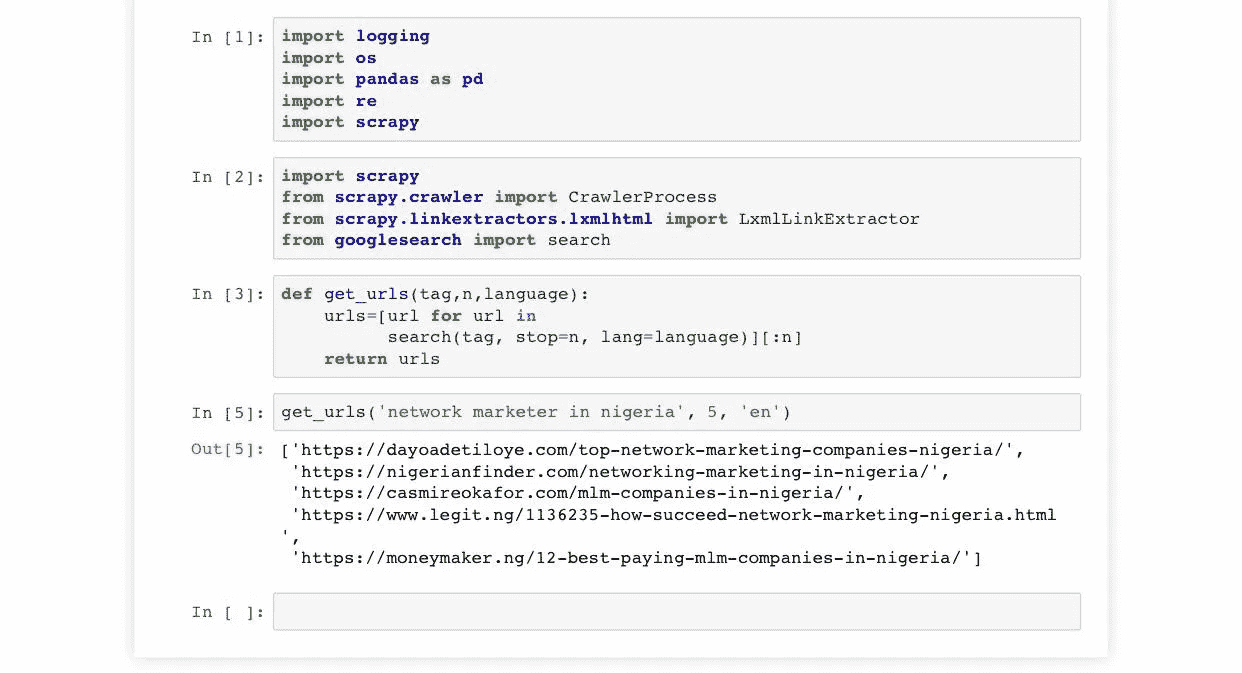 In [1]: import logging
import os
import pandas as pd
import re
import scrapy
In [2]: import scrapy
from scrapy.crawler import CrawlerProcess
from scrapy.linkextractors.lxmlhtml import LxmlLinkExtractor
from googlesearch import search
In [3]: def get_urls(tag,n,language):
    urls=[url for url in
          search(tag, stop=n, lang=language)][:n]
    return urls
In [5]: get_urls('network marketer in nigeria', 5, 'en')
Out[5]: ['https://dayoadetiloye.com/top-network-marketing-companies-nigeria/',
 'https://nigerianfinder.com/networking-marketing-in-nigeria/',
 'https://casmireokafor.com/mlm-companies-in-nigeria/',
 'https://www.legit.ng/1136235-how-succeed-network-marketing-nigeria.html
',
 'https://moneymaker.ng/12-best-paying-mlm-companies-in-nigeria/']
In [ ]: